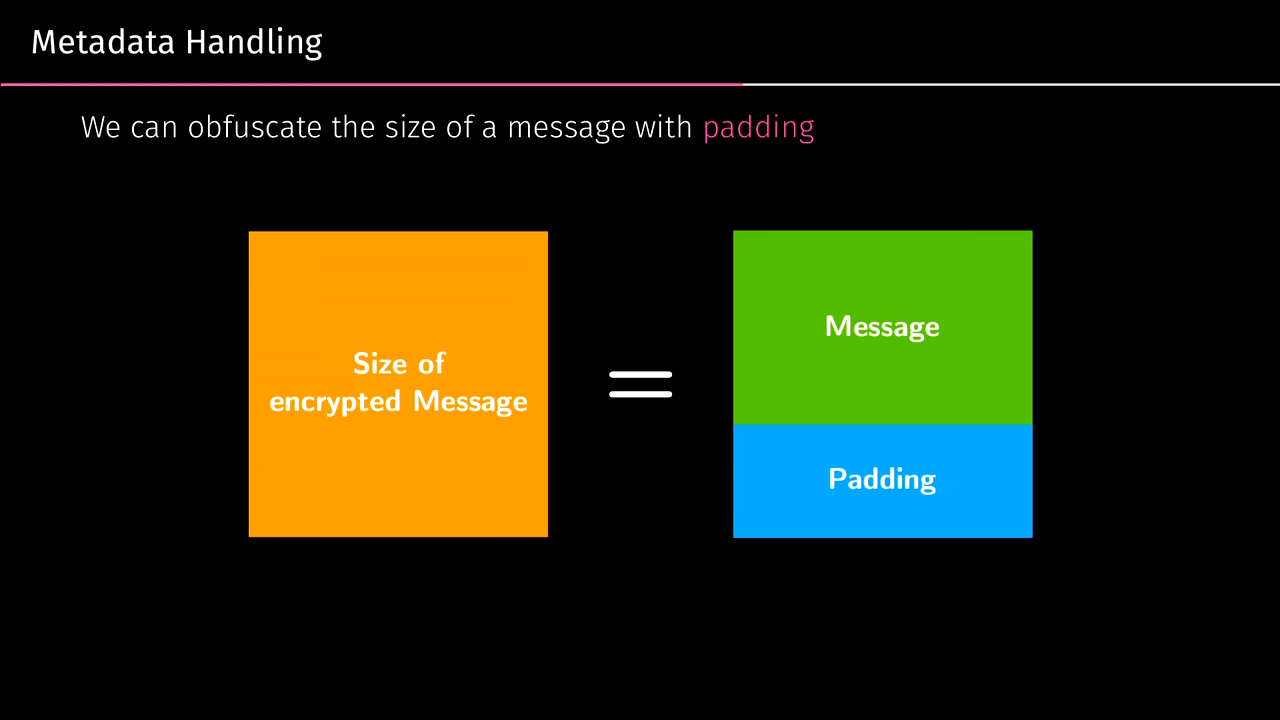 Metadata Handling
We can obfuscate the size of a message with padding
Size of
encrypted Message
=
Message
Padding